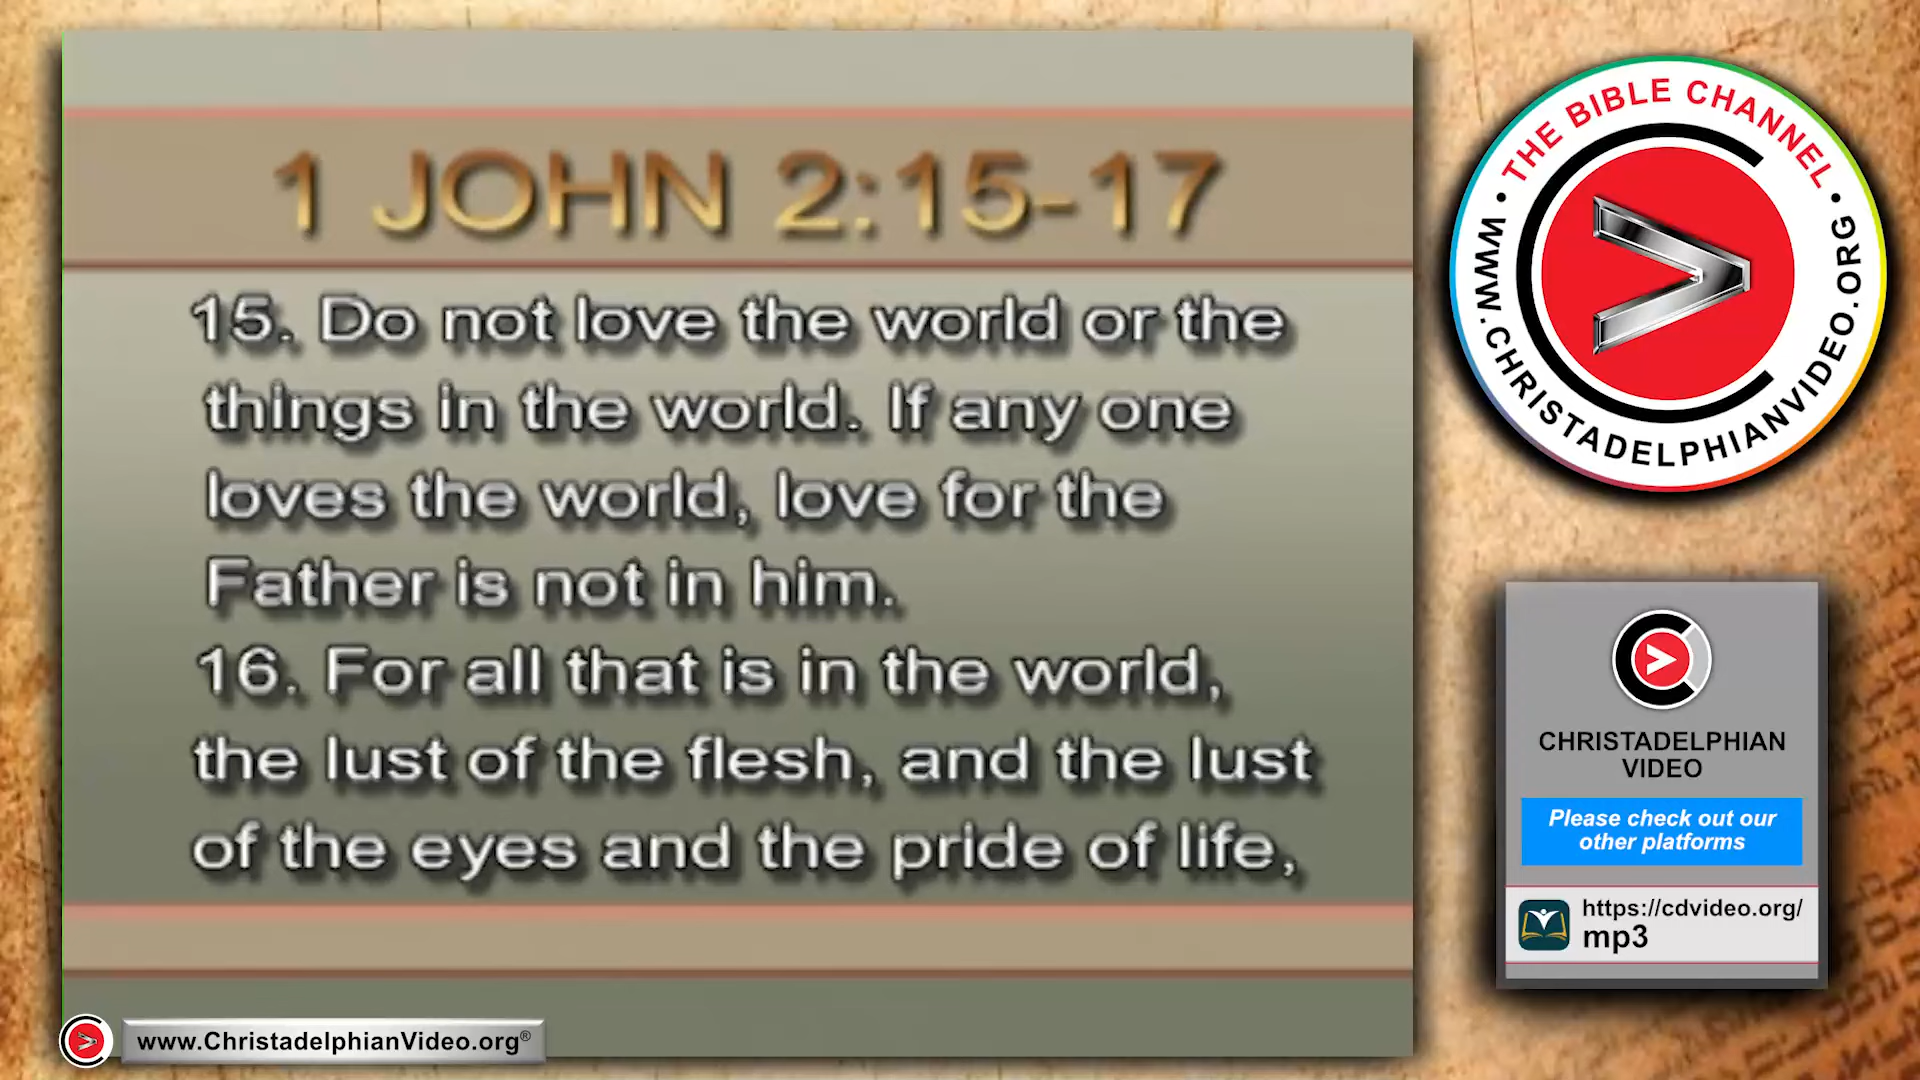 1 JOHN 2:15-17
15. Do not love the world or the
things in the world. If any one
loves the world, love for the
Father is not in him.
16. For all that is in the world,
the lust of the flesh, and the lust
of the eyes and the pride of life,
www.ChristadelphianVideo.org®
• THE BIBLE CHANNEL •
WWW.CHRISTADELPHIANVIDEO.ORG
CHRISTADELPHIAN
VIDEO
Please check out our
other platforms
https://cdvideo.org/
mp3